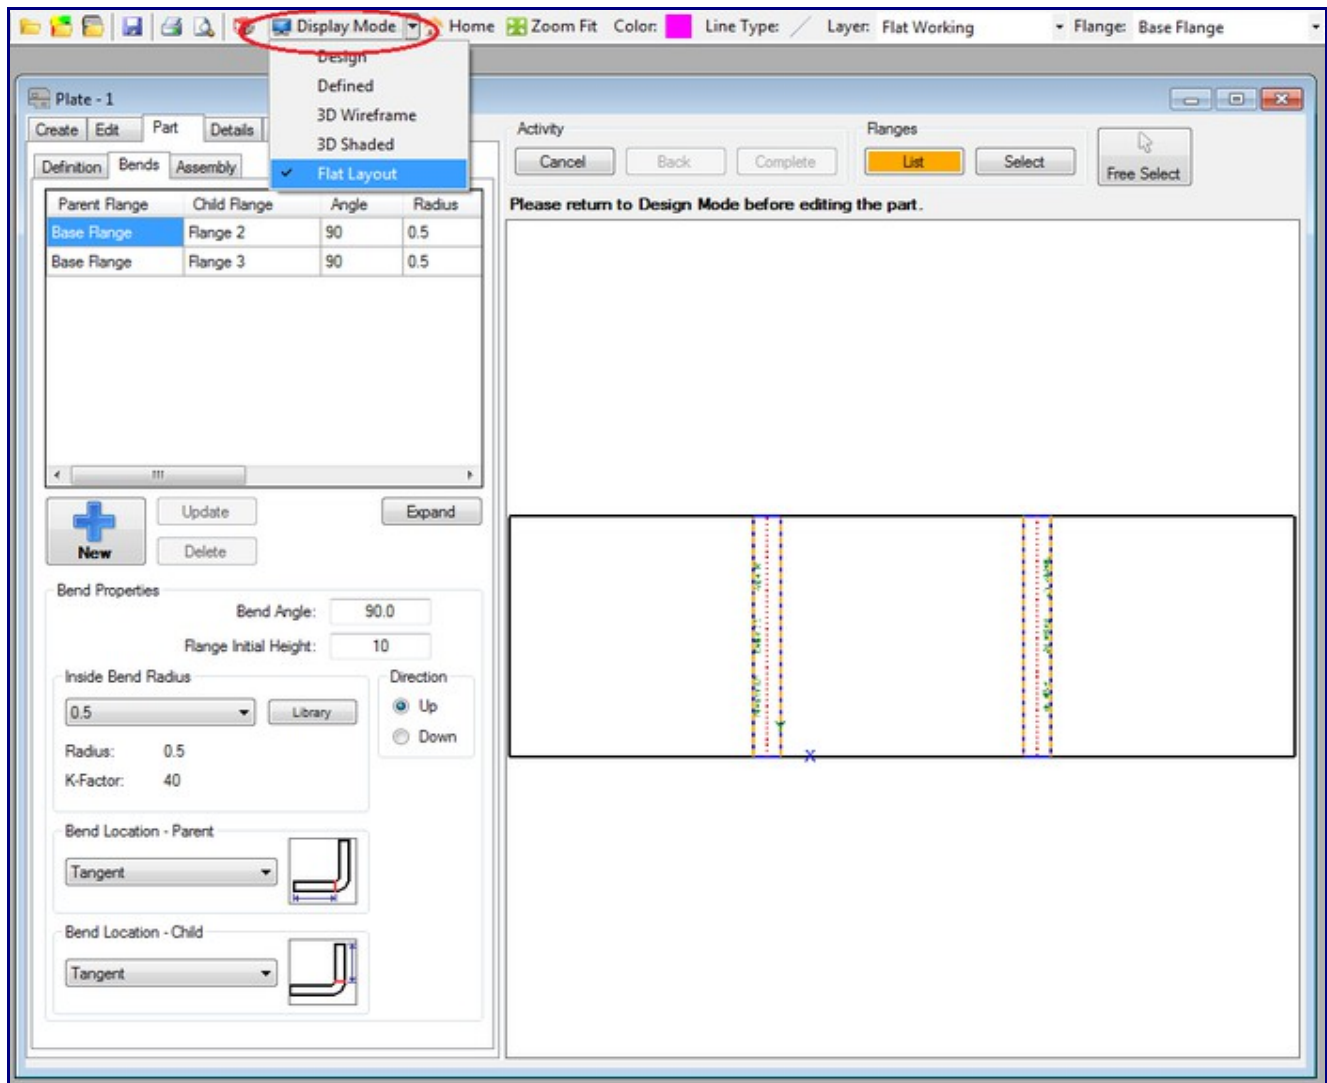 Display Mode Home Zoom Fit Color: Line Type: Layer: Flat Working Flange: Base Flange
Design
Defined
3D Wireframe
3D Shaded
Flat Layout
Plate - 1
Create Edit Part Details
Definition Bends Assembly
Parent Flange Child Flange Angle Radius
Base Flange Flange 2 90 0.5
Base Flange Flange 3 90 0.5
New Update Expand
Delete
Bend Properties
Bend Angle: 90.0
Flange Initial Height: 10
Inside Bend Radius
0.5 Library
Radius: 0.5
K-Factor: 40
Direction
Up
Down
Bend Location - Parent
Tangent
Bend Location - Child
Tangent
Activity
Cancel Back Complete
Flanges
List Select
Free Select
Please return to Design Mode before editing the part.
Y
X